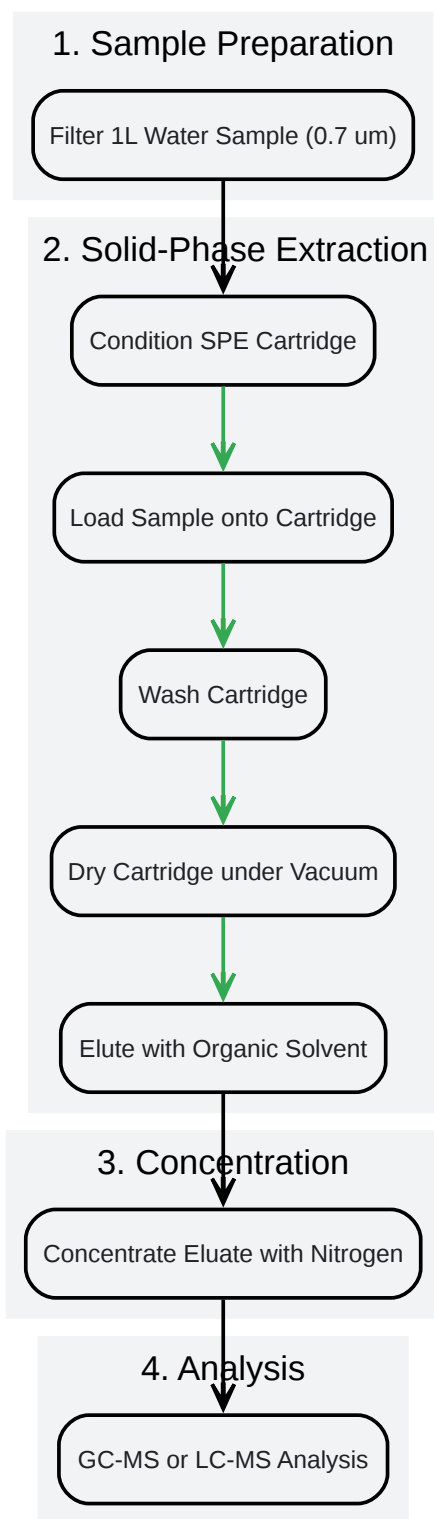 1. Sample Preparation
Filter 1L Water Sample (0.7 um)
2. Solid-Phase Extraction
Condition SPE Cartridge
Load Sample onto Cartridge
Wash Cartridge
Dry Cartridge under Vacuum
Elute with Organic Solvent
3. Concentration
Concentrate Eluate with Nitrogen
4. Analysis
GC-MS or LC-MS Analysis